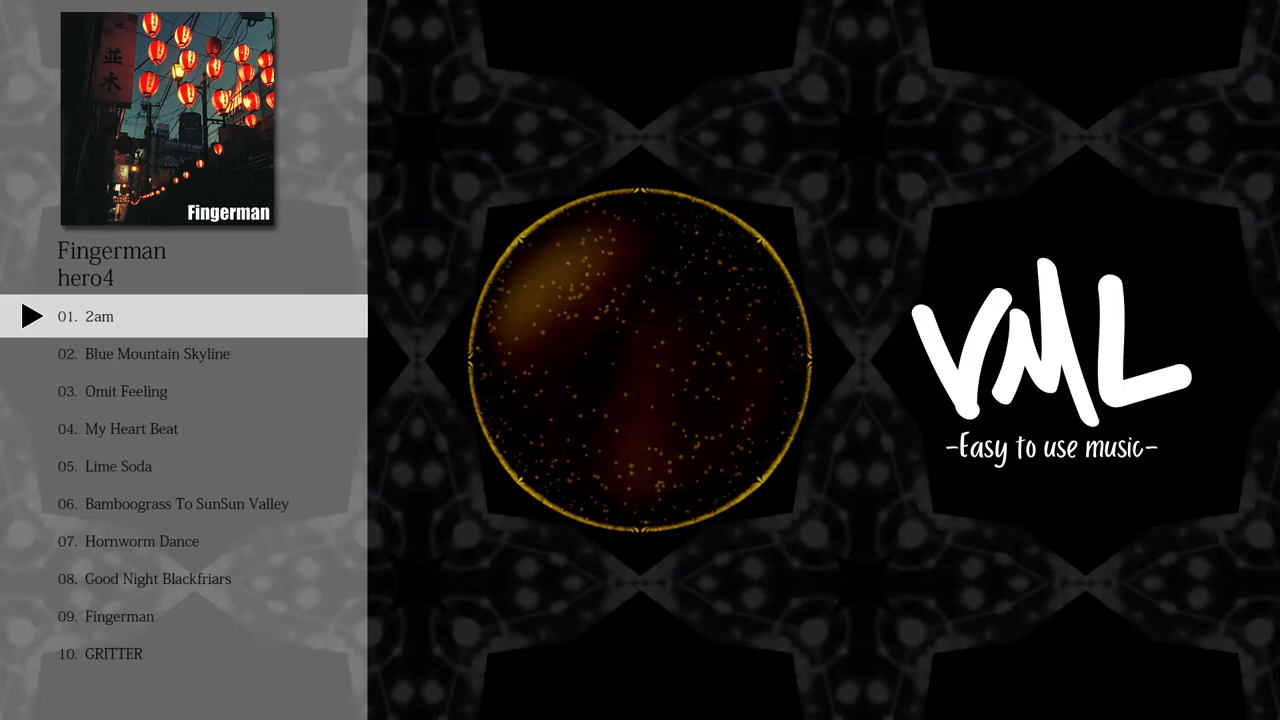 並
木
Fingerman
Fingerman
hero4
01. 2am
02. Blue Mountain Skyline
03. Omit Feeling
04. My Heart Beat
05. Lime Soda
06. Bamboograss To SunSun Valley
07. Hornworm Dance
08. Good Night Blackfriars
09. Fingerman
10. GRITTER
VML
-Easy to use music-